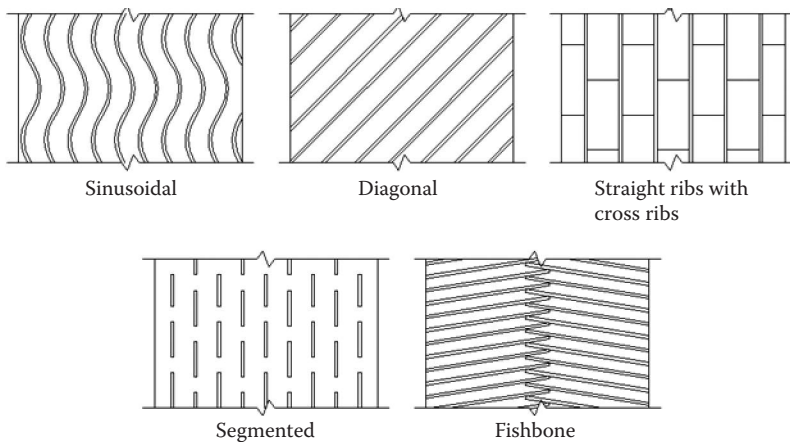 Sinusoidal
Diagonal
Straight ribs with
cross ribs
Segmented
Fishbone